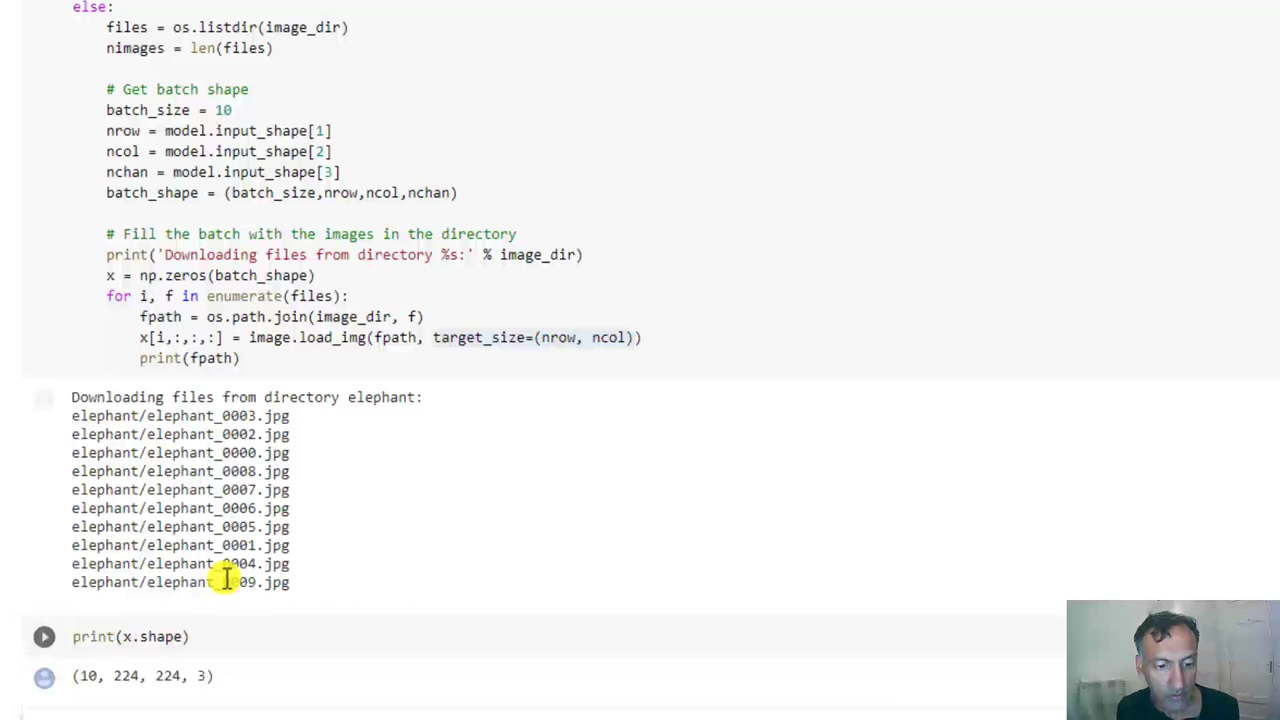 else:
files = os.listdir(image_dir)
nimages = len(files)
# Get batch shape
batch_size = 10
nrow = model.input_shape[1]
ncol = model.input_shape[2]
nchan = model.input_shape[3]
batch_shape = (batch_size,nrow,ncol,nchan)
# Fill the batch with the images in the directory
print('Downloading files from directory %s:' % image_dir)
x = np.zeros(batch_shape)
for i, f in enumerate(files):
fpath = os.path.join(image_dir, f)
x[i,:,:,:] = image.load_img(fpath, target_size=(nrow, ncol))
print(fpath)
Downloading files from directory elephant:
elephant/elephant_0003.jpg
elephant/elephant_0002.jpg
elephant/elephant_0000.jpg
elephant/elephant_0008.jpg
elephant/elephant_0007.jpg
elephant/elephant_0006.jpg
elephant/elephant_0005.jpg
elephant/elephant_0001.jpg
elephant/elephant_0004.jpg
elephant/elephant_0009.jpg
print(x.shape)
(10, 224, 224, 3)